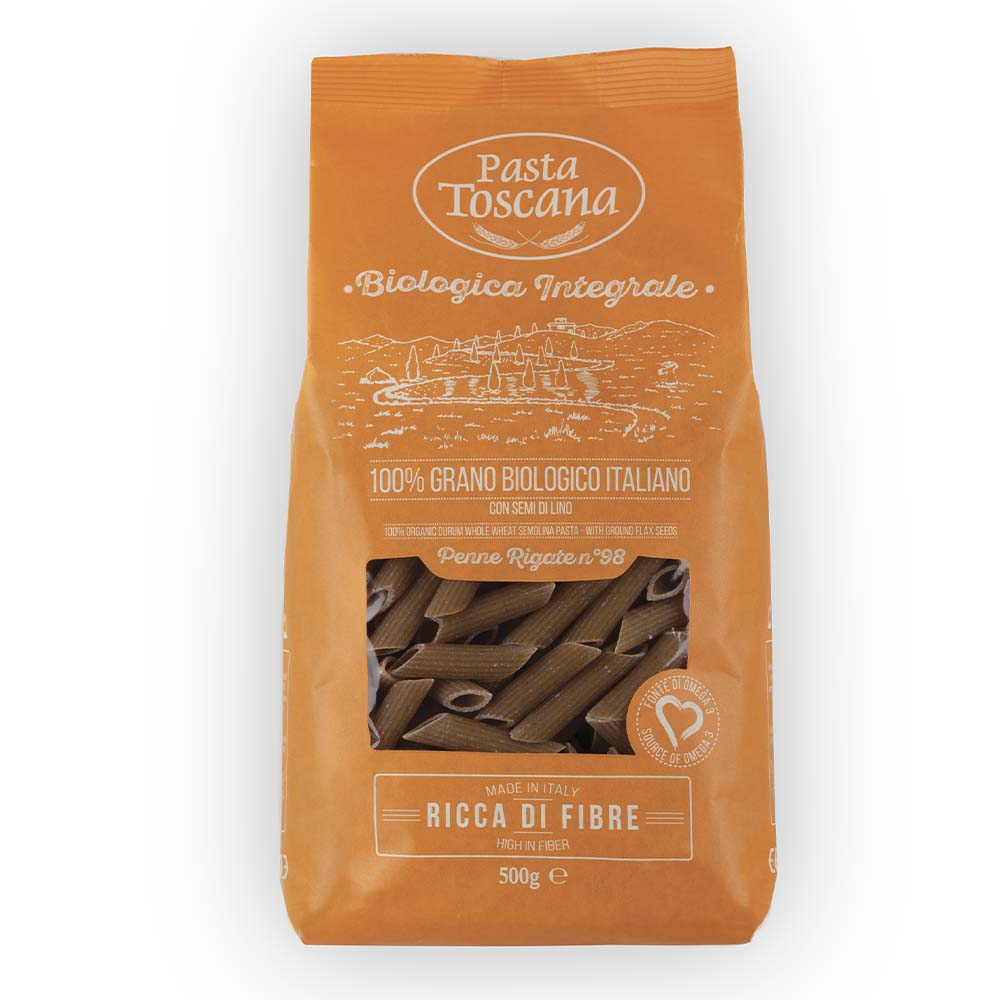 Pasta
Toscana
• Biologica Integrale •
100% GRANO BIOLOGICO ITALIANO
CON SEMI DI LINO
100% ORGANIC DURUM WHOLE WHEAT SEMOLINA PASTA - WITH GROUND FLAX SEEDS
Penne Rigate n°98
FONTE DI OMEGA 3
SOURCE OF OMEGA 3
MADE IN ITALY
RICCA DI FIBRE
HIGH IN FIBER
500g ℮